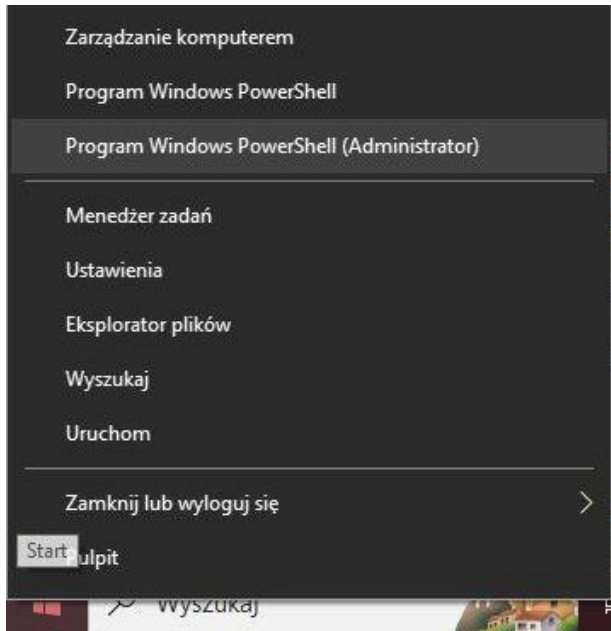 Zarządzanie komputerem
Program Windows PowerShell
Program Windows PowerShell (Administrator)
Menedżer zadań
Ustawienia
Eksplorator plików
Wyszukaj
Uruchom
Zamknij lub wyloguj się
Start
ulpit
Wyszukaj